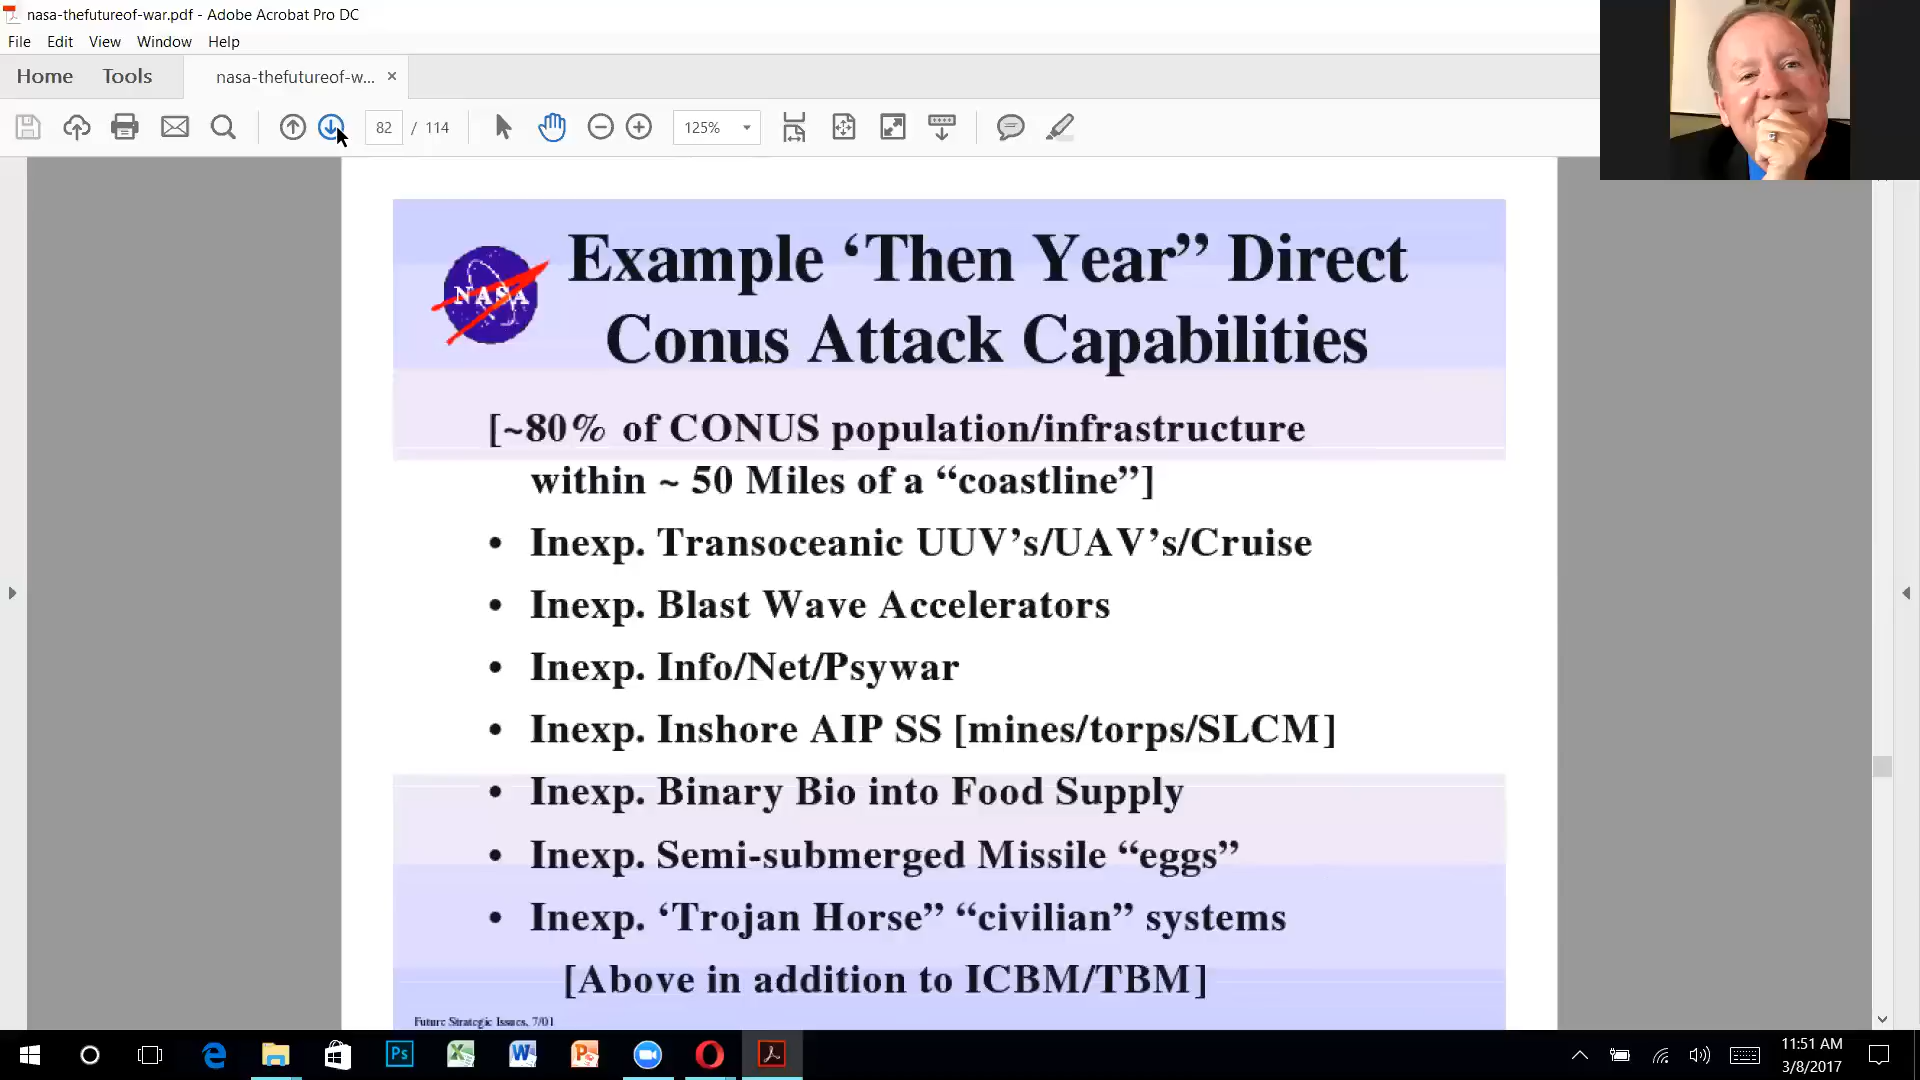 nasa-thefutureof-war.pdf - Adobe Acrobat Pro DC
File Edit View Window Help
Home Tools nasa-thefutureof-w... ×
82 / 114 125%
NASA
Example ‘Then Year” Direct
Conus Attack Capabilities
[~80% of CONUS population/infrastructure
within ~ 50 Miles of a “coastline”]
• Inexp. Transoceanic UUV’s/UAV’s/Cruise
• Inexp. Blast Wave Accelerators
• Inexp. Info/Net/Psywar
• Inexp. Inshore AIP SS [mines/torps/SLCM]
• Inexp. Binary Bio into Food Supply
• Inexp. Semi-submerged Missile “eggs”
• Inexp. ‘Trojan Horse” “civilian” systems
[Above in addition to ICBM/TBM]
Future Strategic Issues, 7/01
Ps
11:51 AM
3/8/2017